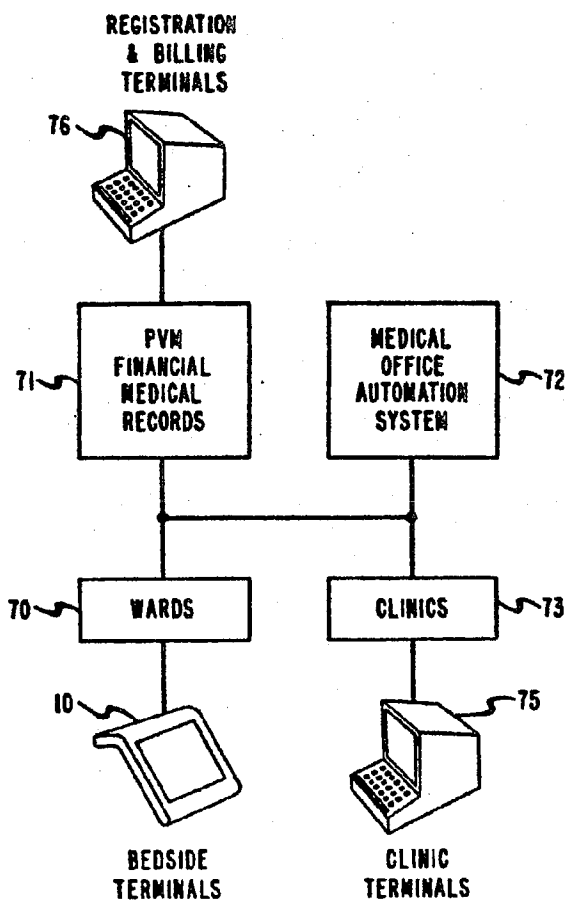 REGISTRATION
& BILLING
TERMINALS
76
PVM
FINANCIAL
MEDICAL
RECORDS
71
MEDICAL
OFFICE
AUTOMATION
SYSTEM
72
70
WARDS
CLINICS
73
10
75
BEDSIDE
TERMINALS
CLINIC
TERMINALS